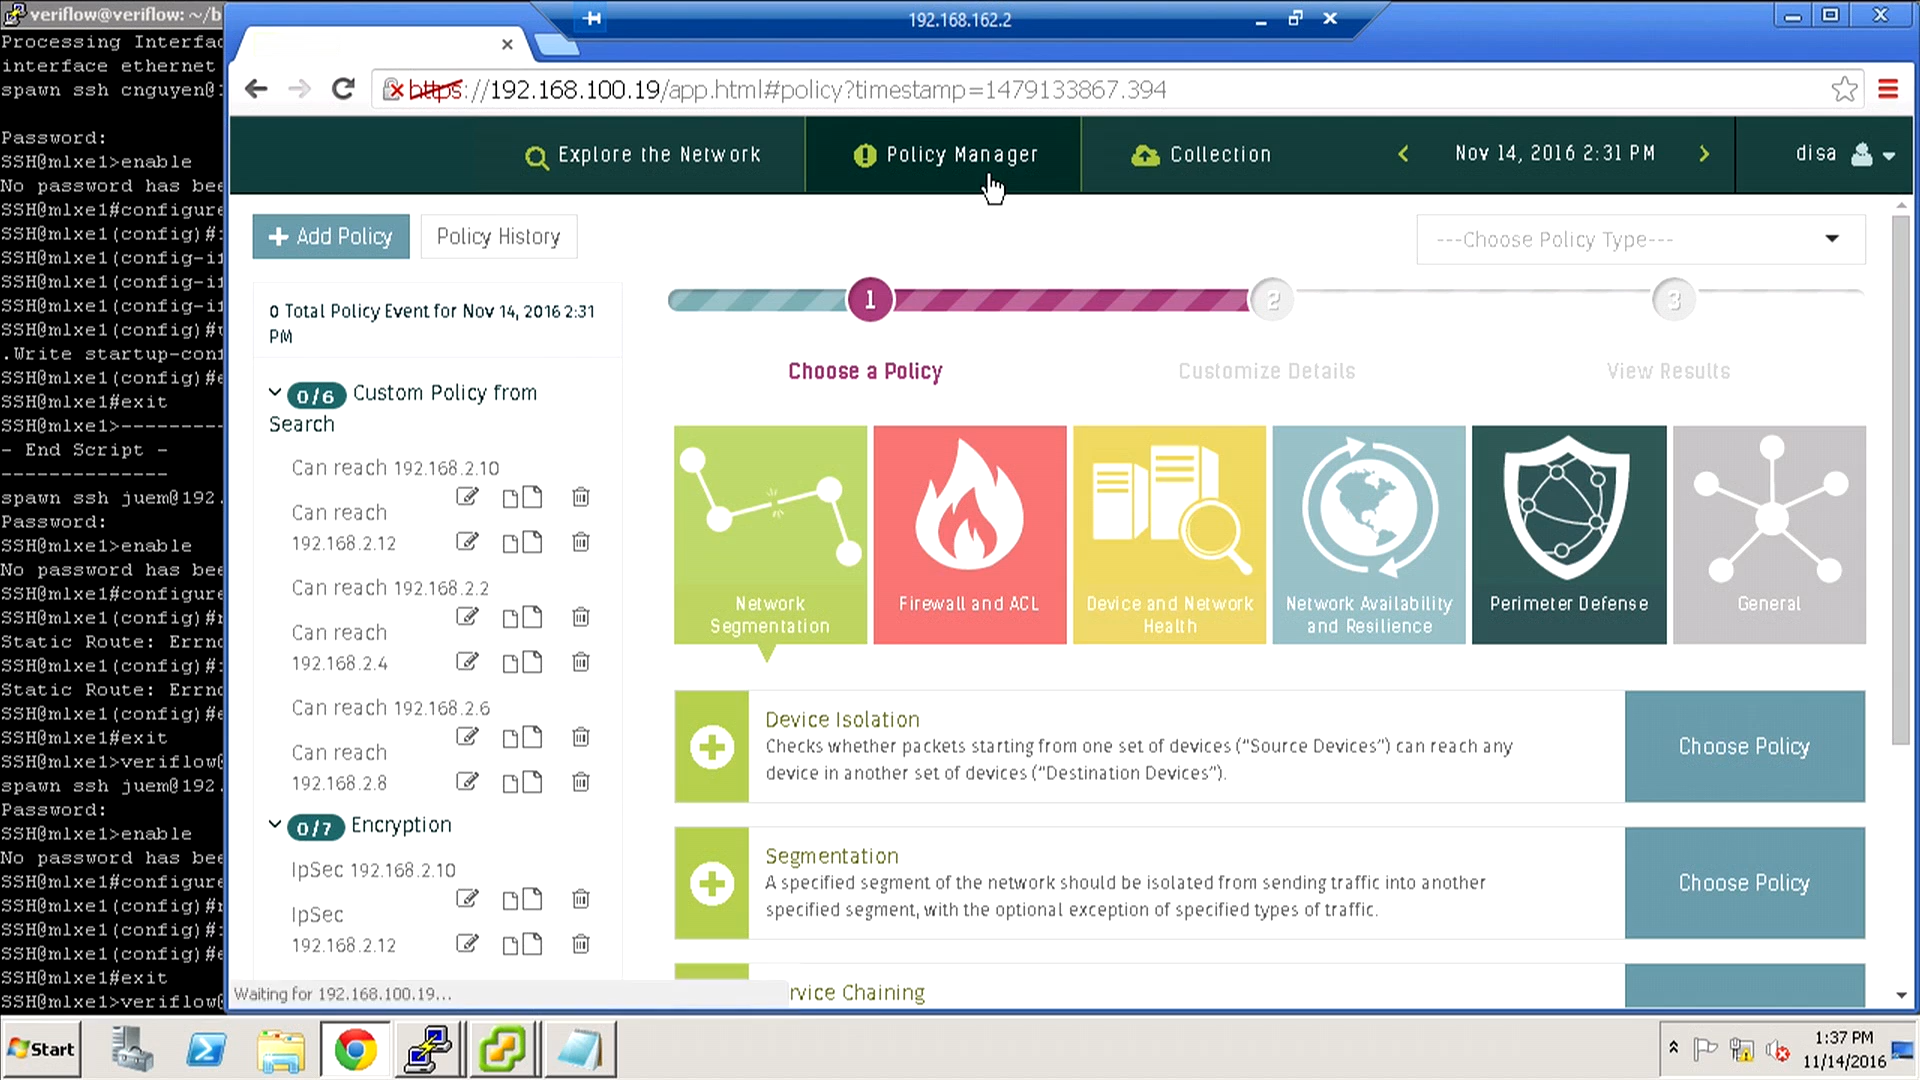 veriflow@veriflow: ~/b
192.168.162.2
Processing Interfac
interface ethernet
spawn ssh cnguyen@1
Password:
SSH@mlxe1>enable
No password has bee
SSH@mlxe1#configure
SSH@mlxe1(config)#i
SSH@mlxe1(config-if
SSH@mlxe1(config-if
SSH@mlxe1(config-if
SSH@mlxe1(config)#w
.Write startup-conf
SSH@mlxe1(config)#e
SSH@mlxe1#exit
SSH@mlxe1>---------
- End Script -
--------------
spawn ssh juem@192.
Password:
SSH@mlxe1>enable
No password has bee
SSH@mlxe1#configure
SSH@mlxe1(config)#r
Static Route: Errno
SSH@mlxe1(config)#i
Static Route: Errno
SSH@mlxe1(config)#e
SSH@mlxe1#exit
SSH@mlxe1>veriflow@
spawn ssh juem@192.
Password:
SSH@mlxe1>enable
No password has bee
SSH@mlxe1#configure
SSH@mlxe1(config)#r
SSH@mlxe1(config)#i
SSH@mlxe1(config)#e
SSH@mlxe1#exit
SSH@mlxe1>veriflow@
https://192.168.100.19/app.html#policy?timestamp=1479133867.394
Explore the Network
Policy Manager
Collection
Nov 14, 2016 2:31 PM
disa
+ Add Policy
Policy History
---Choose Policy Type---
0 Total Policy Event for Nov 14, 2016 2:31
PM
0/6 Custom Policy from
Search
Can reach 192.168.2.10
Can reach
192.168.2.12
Can reach 192.168.2.2
Can reach
192.168.2.4
Can reach 192.168.2.6
Can reach
192.168.2.8
0/7 Encryption
IpSec 192.168.2.10
IpSec
192.168.2.12
1
2
3
Choose a Policy
Customize Details
View Results
Network
Segmentation
Firewall and ACL
Device and Network
Health
Network Availability
and Resilience
Perimeter Defense
General
Device Isolation
Checks whether packets starting from one set of devices (“Source Devices”) can reach any
device in another set of devices (“Destination Devices”).
Choose Policy
Segmentation
A specified segment of the network should be isolated from sending traffic into another
specified segment, with the optional exception of specified types of traffic.
Choose Policy
rvice Chaining
Waiting for 192.168.100.19...
Start
1:37 PM
11/14/2016